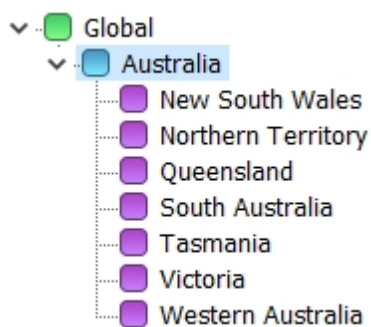 Global
Australia
New South Wales
Northern Territory
Queensland
South Australia
Tasmania
Victoria
Western Australia